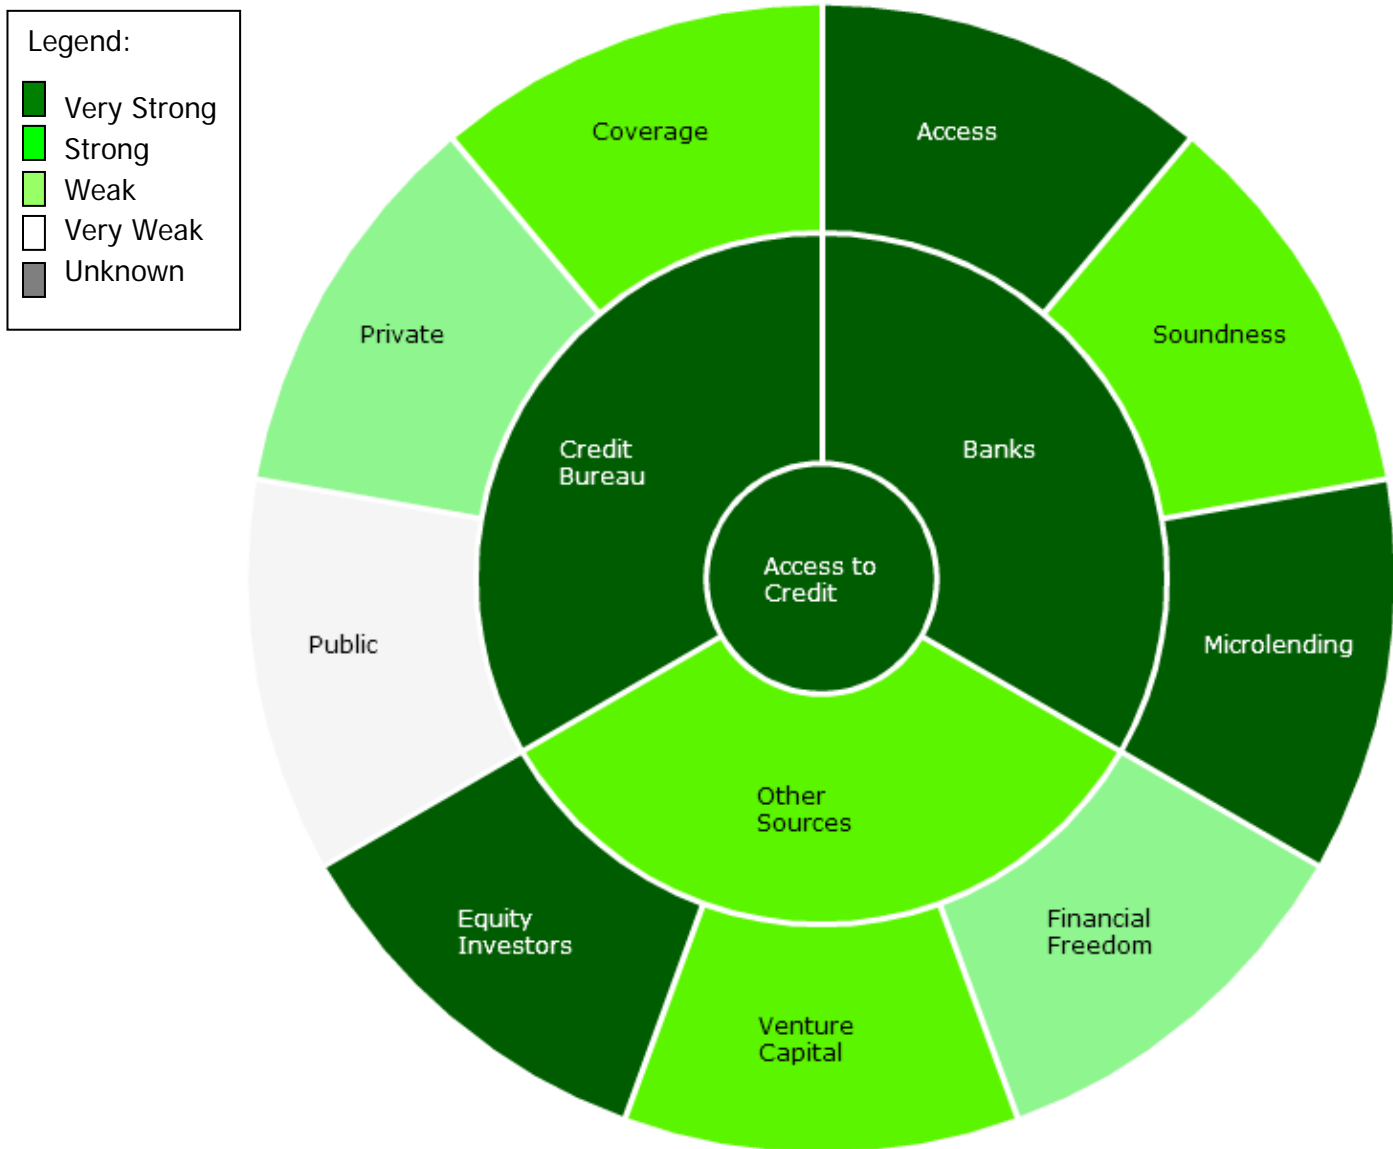 Legend:
Very Strong
Strong
Weak
Very Weak
Unknown
Coverage
Access
Private
Soundness
Credit
Bureau
Banks
Access to
Credit
Public
Microlending
Other
Sources
Equity
Investors
Financial
Freedom
Venture
Capital